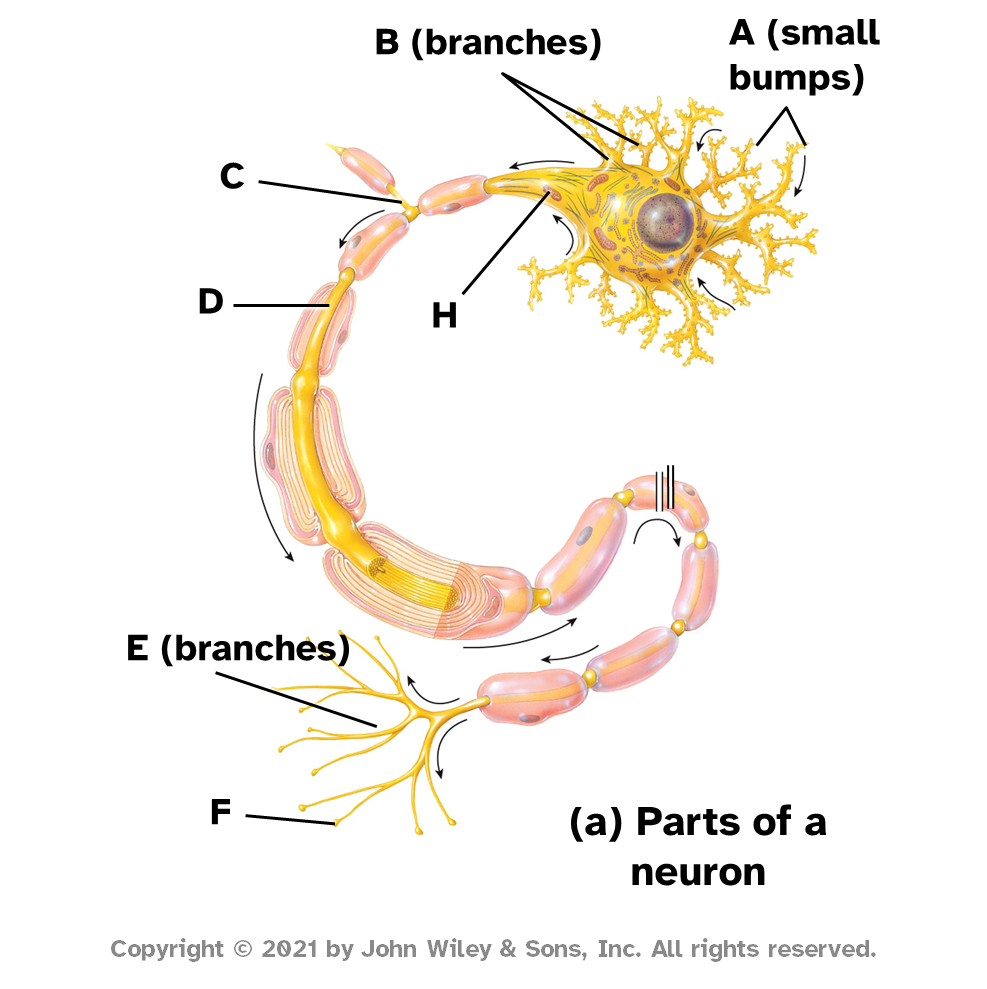 B (branches)
A (small
bumps)
C
D
H
E (branches)
F
(a) Parts of a
neuron
Copyright © 2021 by John Wiley & Sons, Inc. All rights reserved.